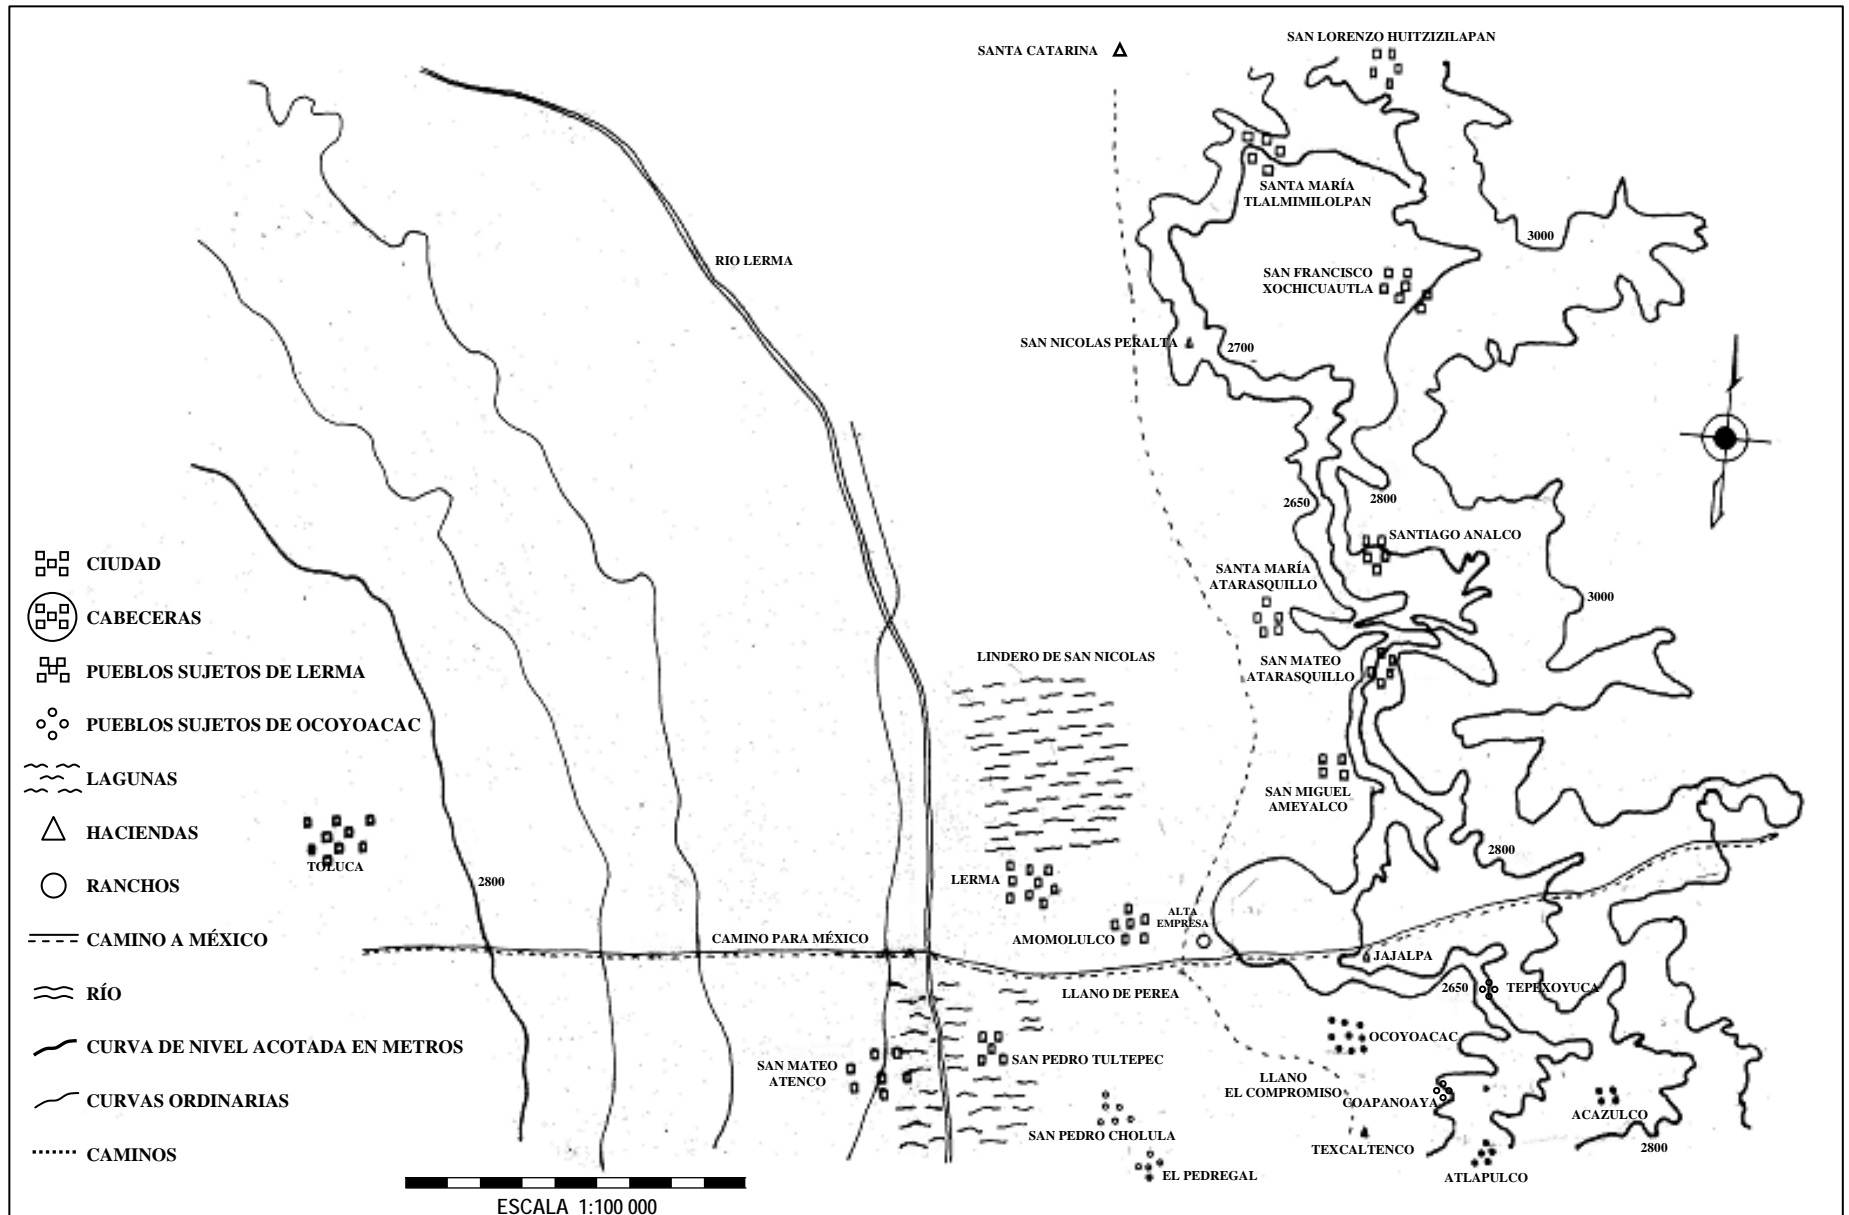 SAN LORENZO HUITZIZILAPAN
SANTA CATARINA
SANTA MARÍA
TLALMIMILOLPAN
3000
RIO LERMA
SAN FRANCISCO
XOCHICUAUTLA
SAN NICOLAS PERALTA
2700
2650
2800
SANTIAGO ANALCO
SANTA MARÍA
ATARASQUILLO
3000
LINDERO DE SAN NICOLAS
SAN MATEO
ATARASQUILLO
SAN MIGUEL
AMEYALCO
2800
TOLUCA
2800
LERMA
ALTA
EMPRESA
AMOMOLULCO
CAMINO PARA MÉXICO
JAJALPA
LLANO DE PEREA
2650
TEPEXOYUCA
OCOYOACAC
SAN PEDRO TULTEPEC
SAN MATEO
ATENCO
LLANO
EL COMPROMISO
COAPANOAYA
ACAZULCO
SAN PEDRO CHOLULA
TEXCALTENCO
2800
EL PEDREGAL
ATLAPULCO
CIUDAD
CABECERAS
PUEBLOS SUJETOS DE LERMA
PUEBLOS SUJETOS DE OCOYOACAC
LAGUNAS
HACIENDAS
RANCHOS
CAMINO A MÉXICO
RÍO
CURVA DE NIVEL ACOTADA EN METROS
CURVAS ORDINARIAS
CAMINOS
ESCALA 1:100 000